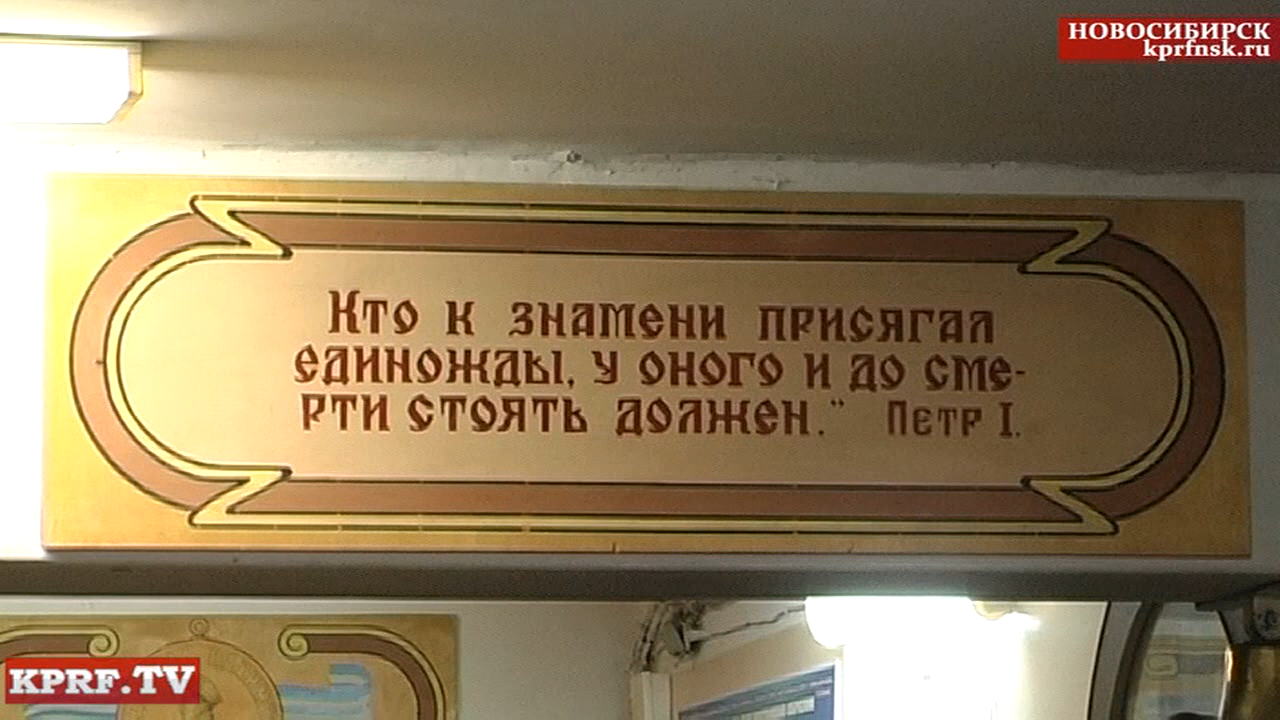 НОВОСИБИРСК
kprfnsk.ru
Кто к знамени присягал
единожды, у оного и до сме-
рти стоять должен." Петр I.
KPRF.TV